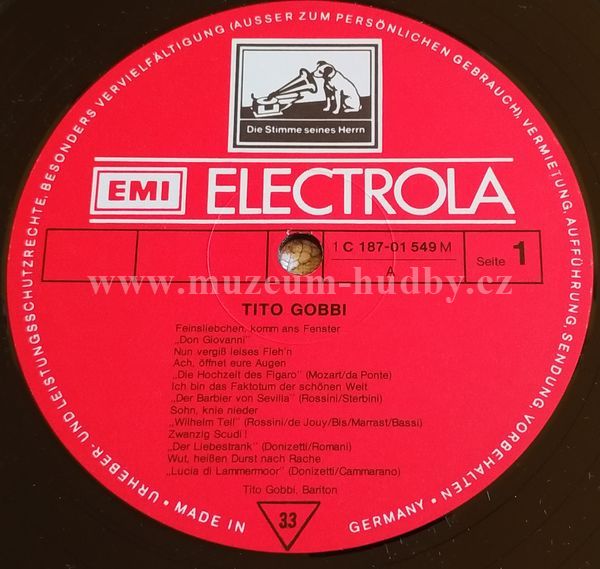 URHEBER- UND LEISTUNGSSCHUTZRECHTE, BESONDERS VERVIELFÄLTIGUNG (AUSSER ZUM PERSÖNLICHEN GEBRAUCH), VERMIETUNG, AUFFÜHRUNG, SENDUNG VORBEHALTEN •
Die Stimme seines Herrn
EMI ELECTROLA
1 C 187-01 549 M
A
Seite 1
www.muzeum-hudby.cz
TITO GOBBI
Feinsliebchen, komm ans Fenster
„Don Giovanni"
Nun vergiß leises Fleh'n
Ach, öffnet eure Augen
„Die Hochzeit des Figaro" (Mozart/da Ponte)
Ich bin das Faktotum der schönen Welt
„Der Barbier von Sevilla" (Rossini/Sterbini)
Sohn, knie nieder
„Wilhelm Tell" (Rossini/de Jouy/Bis/Marrast/Bassi)
Zwanzig Scudi !
„Der Liebestrank" (Donizetti/Romani)
Wut, heißen Durst nach Rache
„Lucia di Lammermoor" (Donizetti/Cammarano)
Tito Gobbi, Bariton
33
• MADE IN GERMANY •